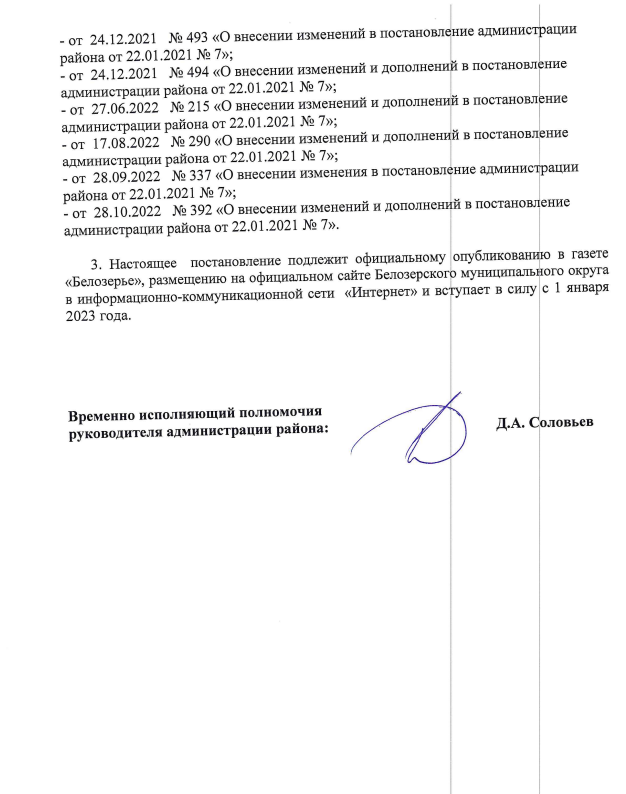 - от 24.12.2021 № 493 «О внесении изменений в постановление администрации
района от 22.01.2021 № 7»;
- от 24.12.2021 № 494 «О внесении изменений и дополнений в постановление
администрации района от 22.01.2021 № 7»;
- от 27.06.2022 № 215 «О внесении изменений и дополнений в постановление
администрации района от 22.01.2021 № 7»;
- от 17.08.2022 № 290 «О внесении изменений и дополнений в постановление
администрации района от 22.01.2021 № 7»;
- от 28.09.2022 № 337 «О внесении изменения в постановление администрации
района от 22.01.2021 № 7»;
- от 28.10.2022 № 392 «О внесении изменений и дополнений в постановление
администрации района от 22.01.2021 № 7».
3. Настоящее постановление подлежит официальному опубликованию в газете
«Белозерье», размещению на официальном сайте Белозерского муниципального округа
в информационно-коммуникационной сети «Интернет» и вступает в силу с 1 января
2023 года.
Временно исполняющий полномочия
руководителя администрации района:
Д.А. Соловьев